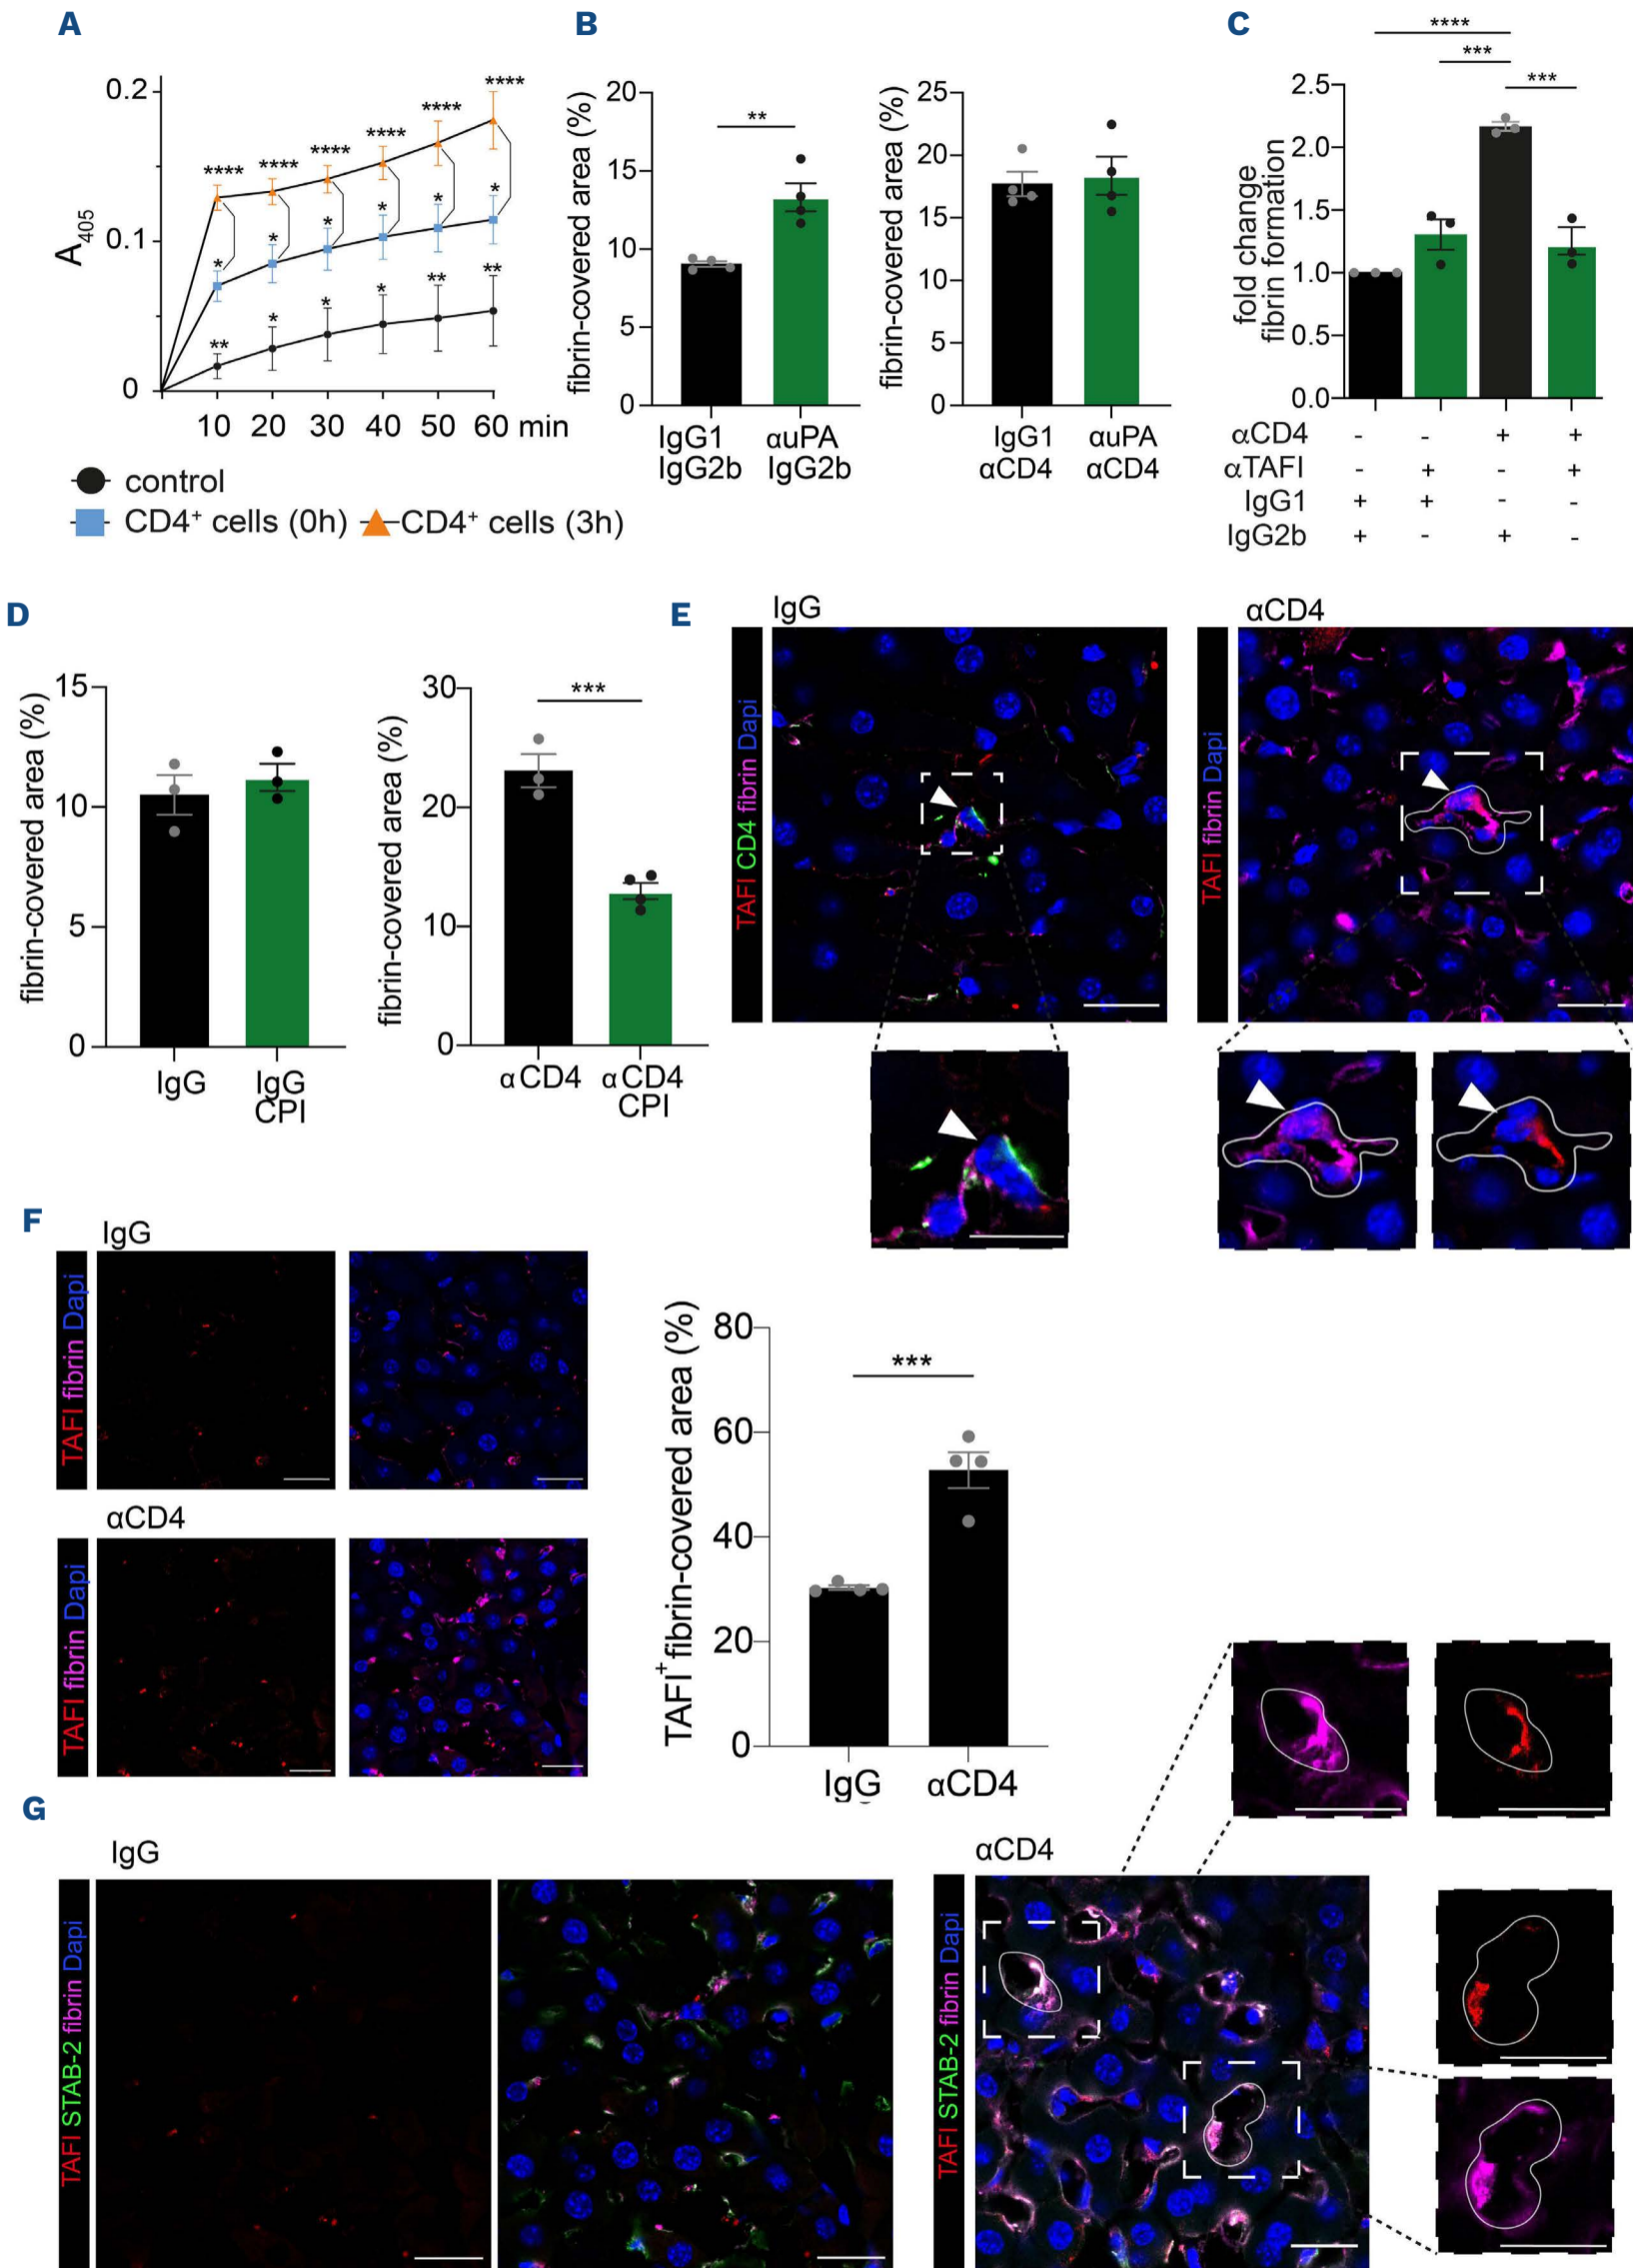 A
0.2
0.1
0
A405
**** **** **** **** **** ****
* * * * * *
** * * * ** **
10 20 30 40 50 60 min
control
CD4+ cells (0h) CD4+ cells (3h)
B
fibrin-covered area (%)
20
15
10
5
0
**
IgG1 αuPA
IgG2b IgG2b
fibrin-covered area (%)
25
20
15
10
5
0
IgG1 αuPA
αCD4 αCD4
C
****
***
***
fold change
fibrin formation
2.5
2.0
1.5
1.0
0.5
0.0
αCD4 - - + +
αTAFI - + - +
IgG1 + + - -
IgG2b + - + -
D
fibrin-covered area (%)
15
10
5
0
IgG IgG
CPI
fibrin-covered area (%)
30
20
10
0
***
αCD4 αCD4
CPI
E
IgG
TAFI CD4 fibrin Dapi
αCD4
TAFI fibrin Dapi
F
IgG
TAFI fibrin Dapi
αCD4
TAFI fibrin Dapi
TAFI+ fibrin-covered area (%)
80
60
40
20
0
***
IgG αCD4
G
IgG
TAFI STAB-2 fibrin Dapi
αCD4
TAFI STAB-2 fibrin Dapi